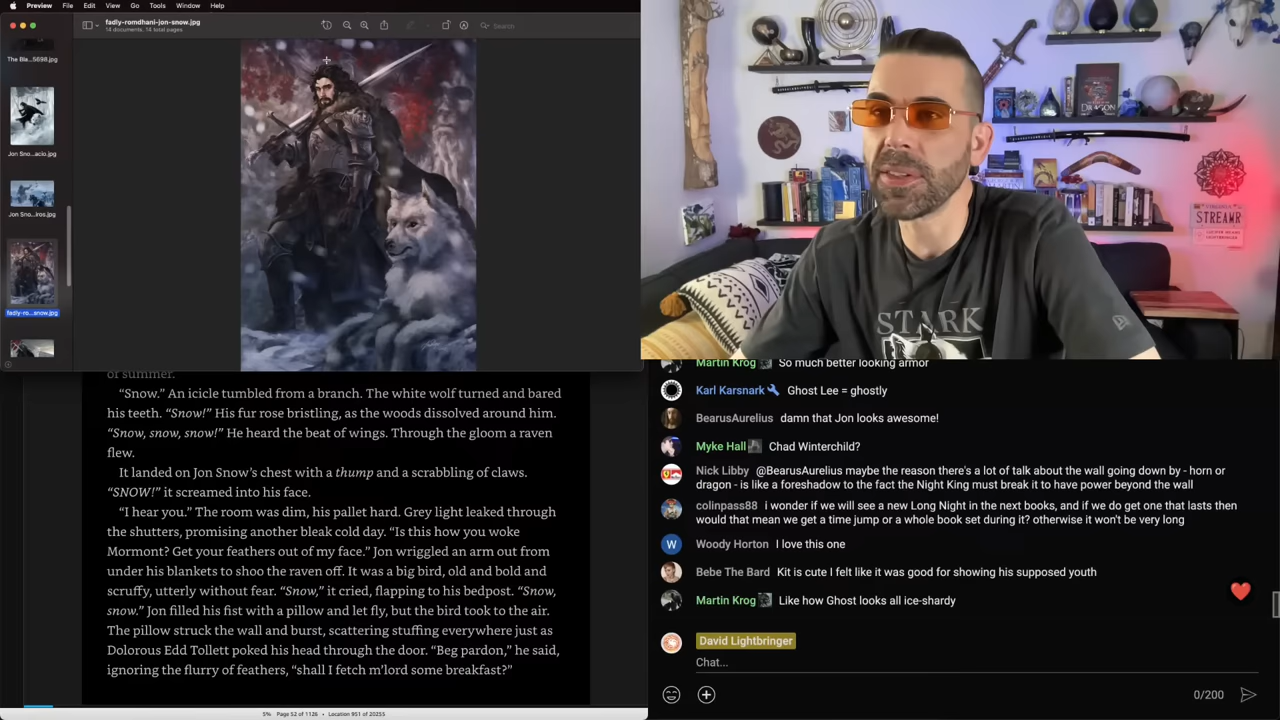 Preview File Edit View Go Tools Window Help
fadly-romdhani-jon-snow.jpg
14 documents, 14 total pages
Search
The Ble...5698.jpg
Jon Sno...acio.jpg
Jon Sno...iros.jpg
fadly-ro...snow.jpg
DRAGON
STREAMR
STARK
of summer.
“Snow.” An icicle tumbled from a branch. The white wolf turned and bared
his teeth. “Snow!” His fur rose bristling, as the woods dissolved around him.
“Snow, snow, snow!” He heard the beat of wings. Through the gloom a raven
flew.
It landed on Jon Snow’s chest with a thump and a scrabbling of claws.
“SNOW!” it screamed into his face.
“I hear you.” The room was dim, his pallet hard. Grey light leaked through
the shutters, promising another bleak cold day. “Is this how you woke
Mormont? Get your feathers out of my face.” Jon wriggled an arm out from
under his blankets to shoo the raven off. It was a big bird, old and bold and
scruffy, utterly without fear. “Snow,” it cried, flapping to his bedpost. “Snow,
snow.” Jon filled his fist with a pillow and let fly, but the bird took to the air.
The pillow struck the wall and burst, scattering stuffing everywhere just as
Dolorous Edd Tollett poked his head through the door. “Beg pardon,” he said,
ignoring the flurry of feathers, “shall I fetch m’lord some breakfast?”
5% Page 52 of 1126 • Location 951 of 20255
Martin Krog So much better looking armor
Karl Karsnark Ghost Lee = ghostly
BearusAurelius damn that Jon looks awesome!
Myke Hall Chad Winterchild?
Nick Libby @BearusAurelius maybe the reason there's a lot of talk about the wall going down by - horn or
dragon - is like a foreshadow to the fact the Night King must break it to have power beyond the wall
colinpass88 i wonder if we will see a new Long Night in the next books, and if we do get one that lasts then
would that mean we get a time jump or a whole book set during it? otherwise it won't be very long
W Woody Horton I love this one
Bebe The Bard Kit is cute I felt like it was good for showing his supposed youth
Martin Krog Like how Ghost looks all ice-shardy
David Lightbringer
Chat...
0/200